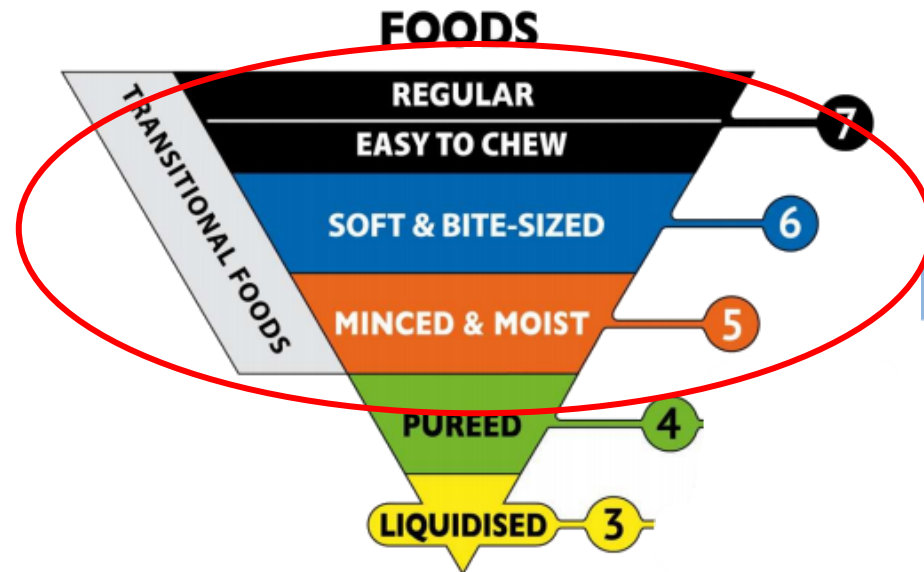 FOODS
TRANSITIONAL FOODS
REGULAR
7
EASY TO CHEW
SOFT & BITE-SIZED
6
MINCED & MOIST
5
PUREED
4
LIQUIDISED
3